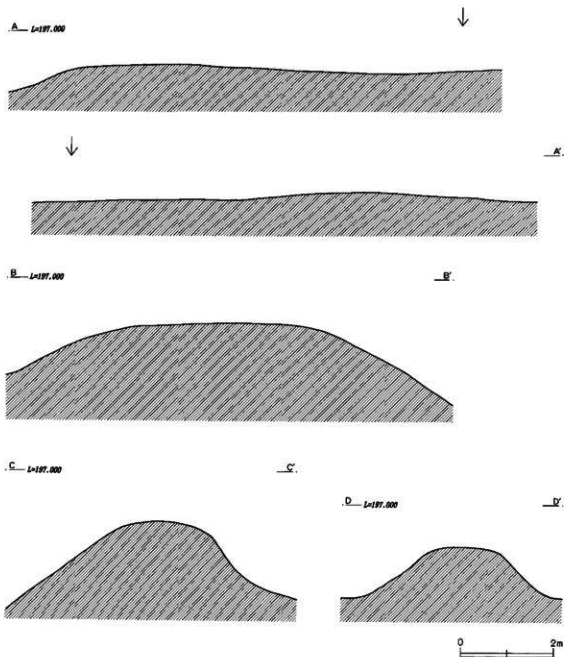 A L=197.000
A'
B L=197.000 B'
C L=197.000 C'
D L=197.000 D'
0 2m